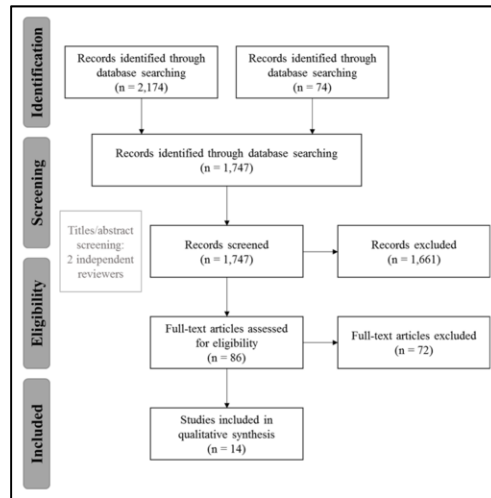 Identification
Records identified through
database searching
(n = 2,174)
Records identified through
database searching
(n = 74)
Screening
Records identified through database searching
(n = 1,747)
Titles/abstract
screening:
2 independent
reviewers
Records screened
(n = 1,747)
Records excluded
(n = 1,661)
Eligibility
Full-text articles assessed
for eligibility
(n = 86)
Full-text articles excluded
(n = 72)
Included
Studies included in
qualitative synthesis
(n = 14)